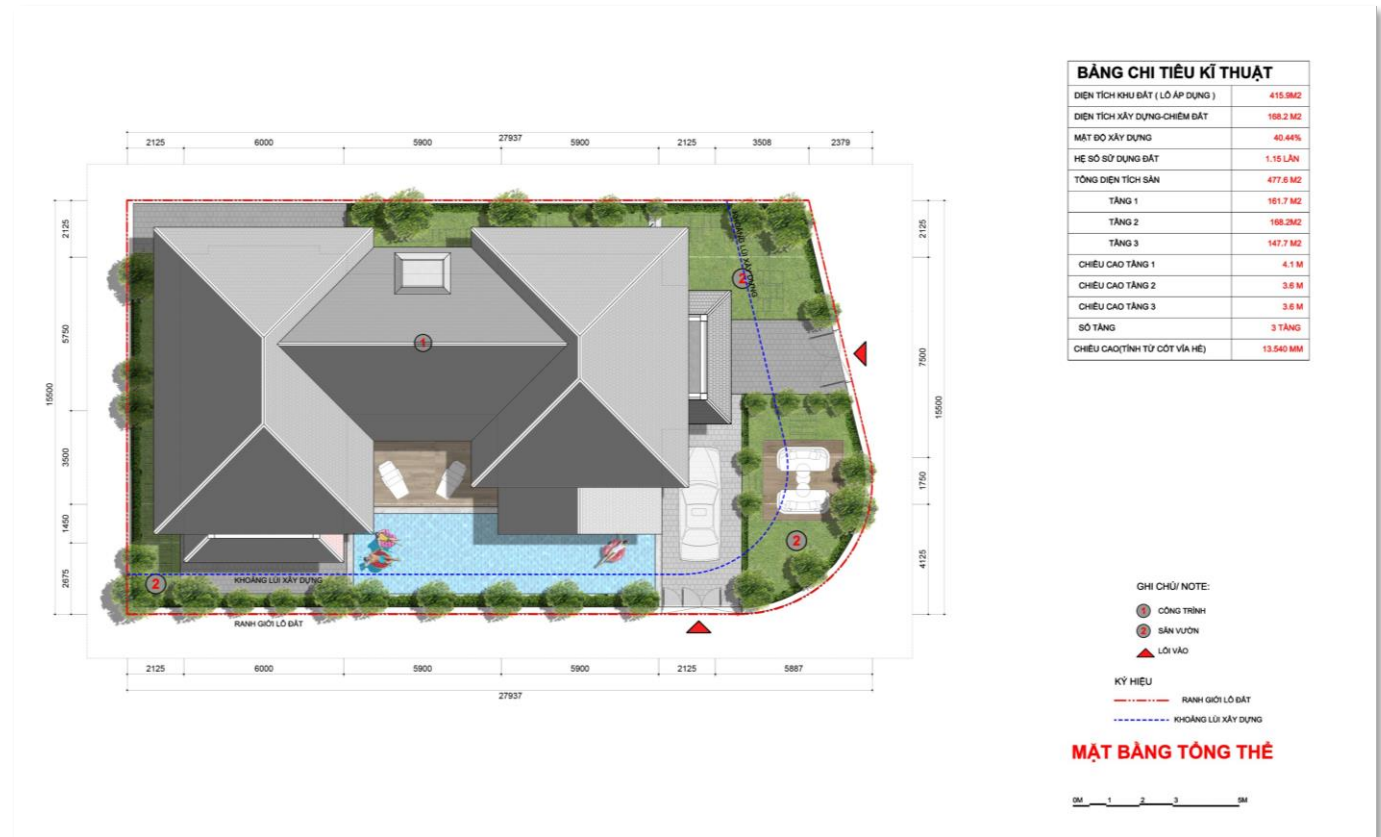 BẢNG CHI TIÊU KĨ THUẬT
DIỆN TÍCH KHU ĐẤT ( LÔ ÁP DỤNG ) 415.9M2
DIỆN TÍCH XÂY DỰNG-CHIẾM ĐẤT 168.2 M2
MẬT ĐỘ XÂY DỰNG 40.44%
HỆ SỐ SỬ DỤNG ĐẤT 1.15 LẦN
TỔNG DIỆN TÍCH SÀN 477.6 M2
TẦNG 1 161.7 M2
TẦNG 2 168.2M2
TẦNG 3 147.7 M2
CHIỀU CAO TẦNG 1 4.1 M
CHIỀU CAO TẦNG 2 3.6 M
CHIỀU CAO TẦNG 3 3.6 M
SỐ TẦNG 3 TẦNG
CHIỀU CAO(TÍNH TỪ CỐT VỈA HÈ) 13.540 MM
27937
2125 6000 5900 5900 2125 3508 2379
2125
5750
3500
1450
2675
15500
2125
7500
1750
4125
15500
KHOẢNG LÙI XÂY DỰNG
2
1
2
2
KHOẢNG LÙI XÂY DỰNG
RANH GIỚI LÔ ĐẤT
2125 6000 5900 5900 2125 5887
27937
GHI CHÚ/ NOTE:
1 CÔNG TRÌNH
2 SÂN VƯỜN
LỐI VÀO
KÝ HIỆU
RANH GIỚI LÔ ĐẤT
KHOẢNG LÙI XÂY DỰNG
MẶT BẰNG TỔNG THỂ
0M 1 2 3 5M